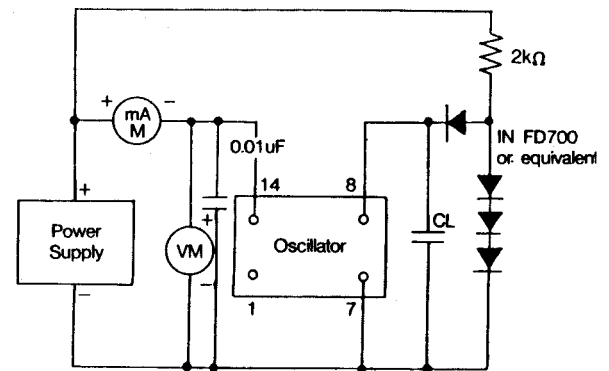 2kΩ
+ mA −
M
0.01uF
IN FD700
or equivalent
14 8
+
Power
Supply
−
+
VM
−
Oscillator
CL
1 7